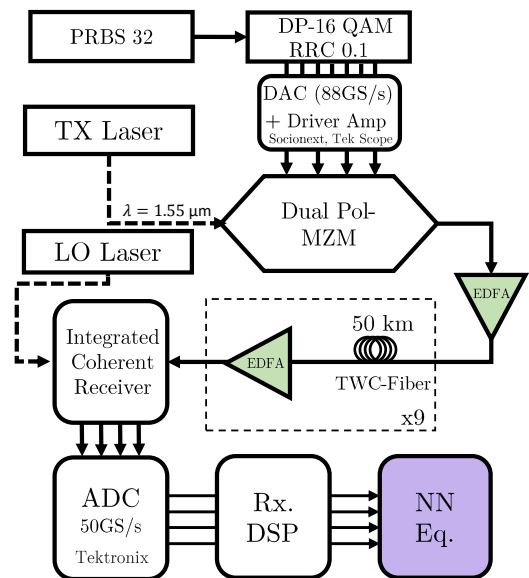 PRBS 32
DP-16 QAM
RRC 0.1
DAC (88GS/s)
+ Driver Amp
Socionext, Tek Scope
TX Laser
λ = 1.55 μm
Dual Pol-
MZM
LO Laser
EDFA
Integrated
Coherent
Receiver
EDFA
50 km
TWC-Fiber
x9
ADC
50GS/s
Tektronix
Rx.
DSP
NN
Eq.